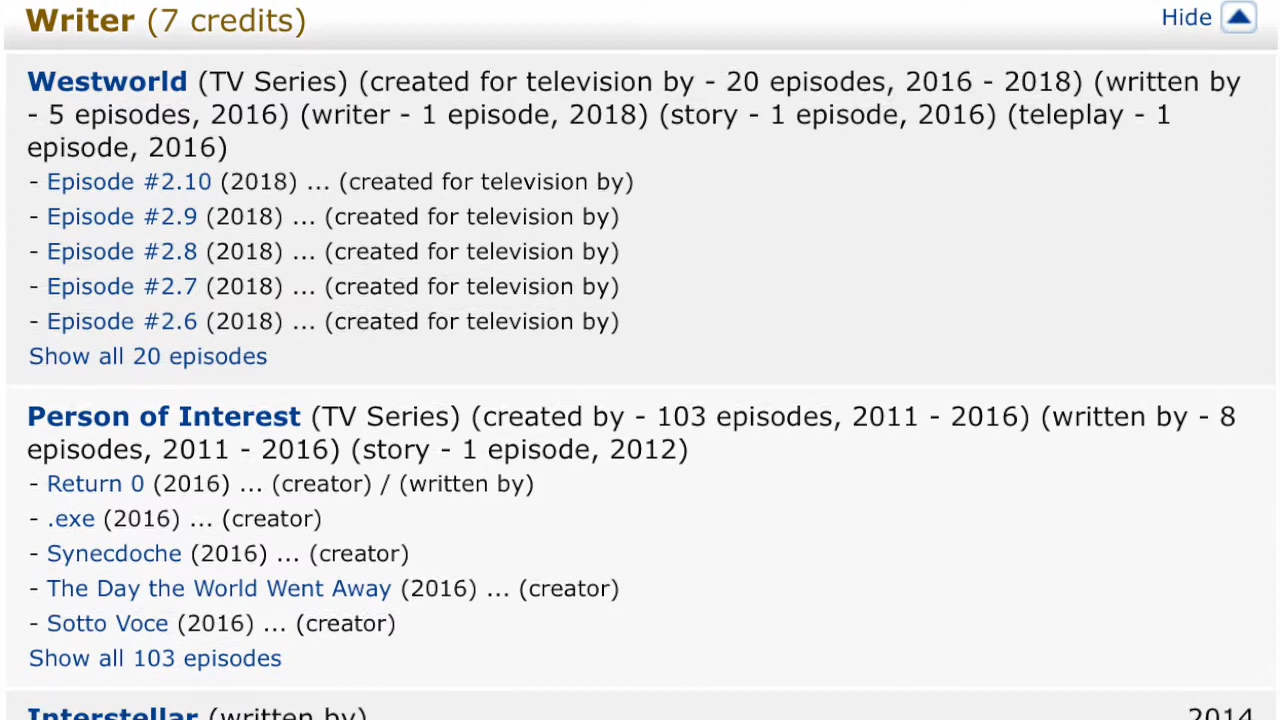 Writer (7 credits)
Hide
Westworld (TV Series) (created for television by - 20 episodes, 2016 - 2018) (written by
- 5 episodes, 2016) (writer - 1 episode, 2018) (story - 1 episode, 2016) (teleplay - 1
episode, 2016)
- Episode #2.10 (2018) ... (created for television by)
- Episode #2.9 (2018) ... (created for television by)
- Episode #2.8 (2018) ... (created for television by)
- Episode #2.7 (2018) ... (created for television by)
- Episode #2.6 (2018) ... (created for television by)
Show all 20 episodes
Person of Interest (TV Series) (created by - 103 episodes, 2011 - 2016) (written by - 8
episodes, 2011 - 2016) (story - 1 episode, 2012)
- Return 0 (2016) ... (creator) / (written by)
- .exe (2016) ... (creator)
- Synecdoche (2016) ... (creator)
- The Day the World Went Away (2016) ... (creator)
- Sotto Voce (2016) ... (creator)
Show all 103 episodes
Interstellar (written by)
2014